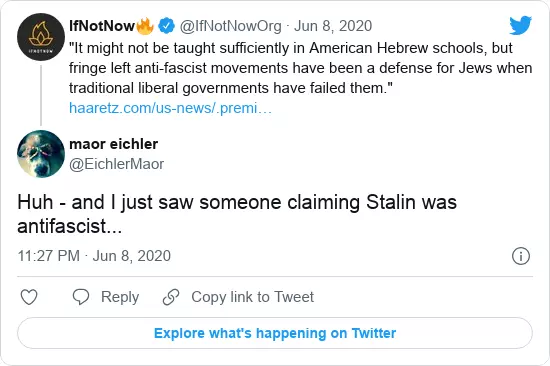 IfNotNow🔥 @IfNotNowOrg · Jun 8, 2020
"It might not be taught sufficiently in American Hebrew schools, but
fringe left anti-fascist movements have been a defense for Jews when
traditional liberal governments have failed them."
haaretz.com/us-news/.premi…
IFNOTNOW
maor eichler
@EichlerMaor
Huh - and I just saw someone claiming Stalin was
antifascist...
11:27 PM · Jun 8, 2020
Reply
Copy link to Tweet
Explore what's happening on Twitter